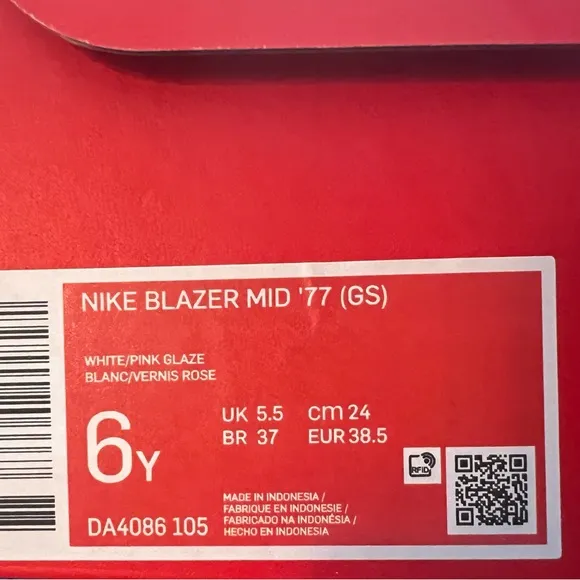 NIKE BLAZER MID '77 (GS)
WHITE/PINK GLAZE
BLANC/VERNIS ROSE
6Y
UK 5.5 cm 24
BR 37 EUR 38.5
RFID
MADE IN INDONESIA /
FABRIQUE EN INDONESIE /
FABRICADO NA INDONÉSIA /
HECHO EN INDONESIA
DA4086 105